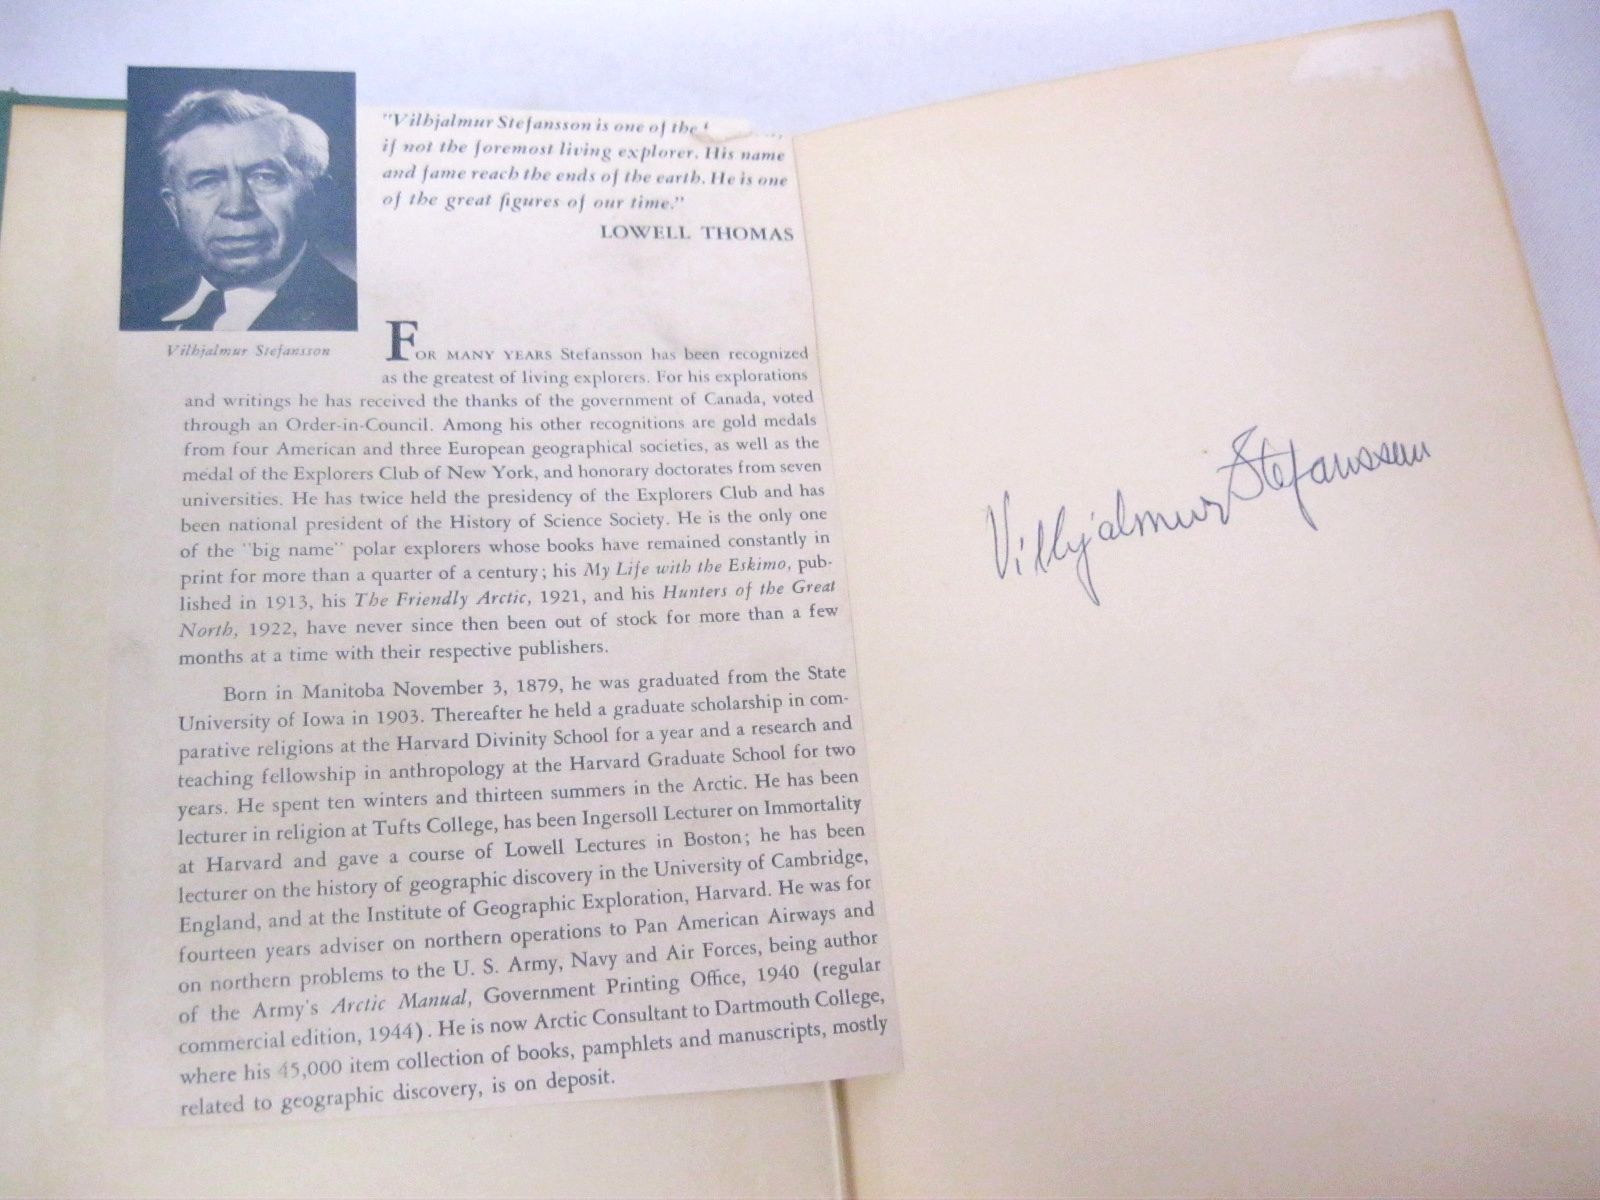 "Vilhjalmur Stefansson is one of the
if not the foremost living explorer. His name
and fame reach the ends of the earth. He is one
of the great figures of our time."
LOWELL THOMAS
Vilhjalmur Stefansson
FOR MANY YEARS Stefansson has been recognized
as the greatest of living explorers. For his explorations
and writings he has received the thanks of the government of Canada, voted
through an Order-in-Council. Among his other recognitions are gold medals
from four American and three European geographical societies, as well as the
medal of the Explorers Club of New York, and honorary doctorates from seven
universities. He has twice held the presidency of the Explorers Club and has
been national president of the History of Science Society. He is the only one
of the "big name" polar explorers whose books have remained constantly in
print for more than a quarter of a century; his My Life with the Eskimo, pub-
lished in 1913, his The Friendly Arctic, 1921, and his Hunters of the Great
North, 1922, have never since then been out of stock for more than a few
months at a time with their respective publishers.
Born in Manitoba November 3, 1879, he was graduated from the State
University of Iowa in 1903. Thereafter he held a graduate scholarship in com-
parative religions at the Harvard Divinity School for a year and a research and
teaching fellowship in anthropology at the Harvard Graduate School for two
years. He spent ten winters and thirteen summers in the Arctic. He has been
lecturer in religion at Tufts College, has been Ingersoll Lecturer on Immortality
at Harvard and gave a course of Lowell Lectures in Boston; he has been
lecturer on the history of geographic discovery in the University of Cambridge,
England, and at the Institute of Geographic Exploration, Harvard. He was for
fourteen years adviser on northern operations to Pan American Airways and
on northern problems to the U. S. Army, Navy and Air Forces, being author
of the Army's Arctic Manual, Government Printing Office, 1940 (regular
commercial edition, 1944). He is now Arctic Consultant to Dartmouth College,
where his 45,000 item collection of books, pamphlets and manuscripts, mostly
related to geographic discovery, is on deposit.
Vilhjalmur Stefansson